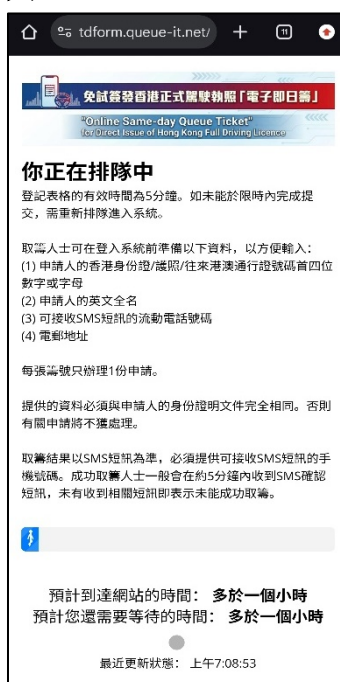 tdform.queue-it.net/
11
免試簽發香港正式駕駛執照「電子即日籌」
"Online Same-day Queue Ticket"
for Direct Issue of Hong Kong Full Driving Licence
你正在排隊中
登記表格的有效時間為5分鐘。如未能於限時內完成提
交，需重新排隊進入系統。
取籌人士可在登入系統前準備以下資料，以方便輸入：
(1) 申請人的香港身份證/護照/往來港澳通行證號碼首四位
數字或字母
(2) 申請人的英文全名
(3) 可接收SMS短訊的流動電話號碼
(4) 電郵地址
每張籌號只辦理1份申請。
提供的資料必須與申請人的身份證明文件完全相同。否則
有關申請將不獲處理。
取籌結果以SMS短訊為準，必須提供可接收SMS短訊的手
機號碼。成功取籌人士一般會在約5分鐘內收到SMS確認
短訊，未有收到相關短訊即表示未能成功取籌。
預計到達網站的時間： 多於一個小時
預計您還需要等待的時間： 多於一個小時
最近更新狀態： 上午7:08:53